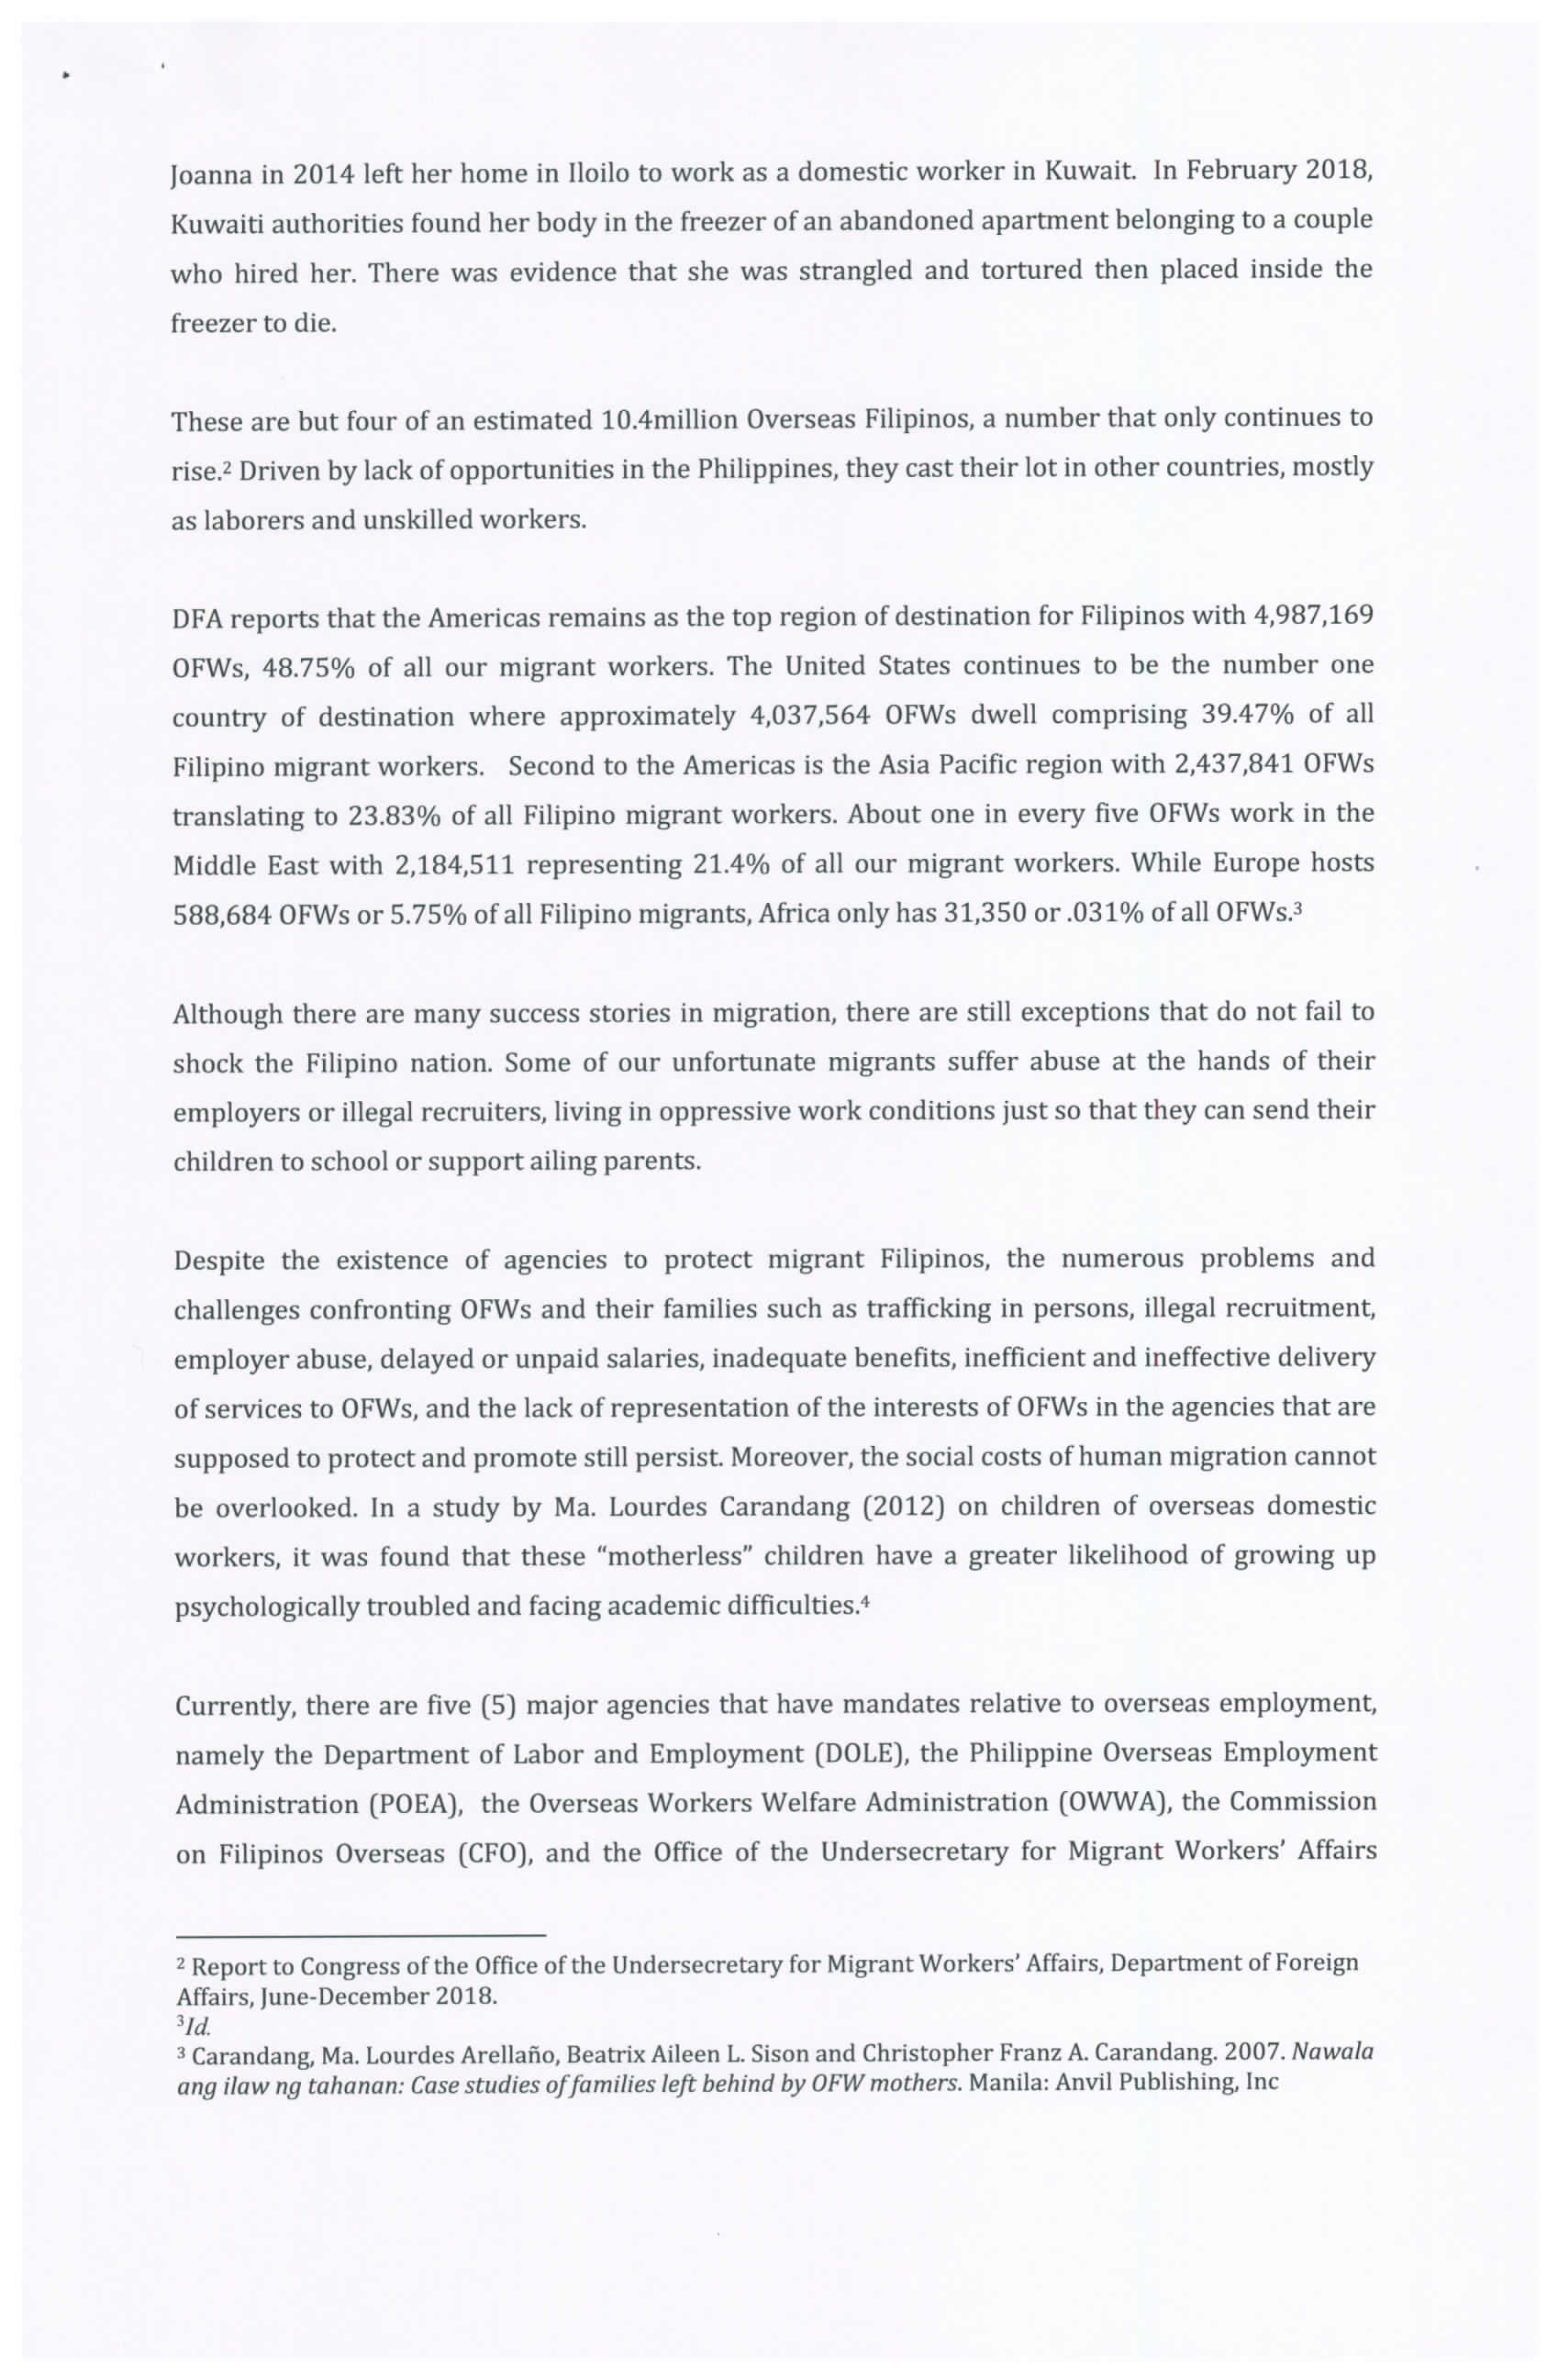 Joanna in 2014 left her home in Iloilo to work as a domestic worker in Kuwait. In February 2018,
Kuwaiti authorities found her body in the freezer of an abandoned apartment belonging to a couple
who hired her. There was evidence that she was strangled and tortured then placed inside the
freezer to die.
These are but four of an estimated 10.4million Overseas Filipinos, a number that only continues to
rise.² Driven by lack of opportunities in the Philippines, they cast their lot in other countries, mostly
as laborers and unskilled workers.
DFA reports that the Americas remains as the top region of destination for Filipinos with 4,987,169
OFWs, 48.75% of all our migrant workers. The United States continues to be the number one
country of destination where approximately 4,037,564 OFWs dwell comprising 39.47% of all
Filipino migrant workers. Second to the Americas is the Asia Pacific region with 2,437,841 OFWs
translating to 23.83% of all Filipino migrant workers. About one in every five OFWs work in the
Middle East with 2,184,511 representing 21.4% of all our migrant workers. While Europe hosts
588,684 OFWs or 5.75% of all Filipino migrants, Africa only has 31,350 or .031% of all OFWs.³
Although there are many success stories in migration, there are still exceptions that do not fail to
shock the Filipino nation. Some of our unfortunate migrants suffer abuse at the hands of their
employers or illegal recruiters, living in oppressive work conditions just so that they can send their
children to school or support ailing parents.
Despite the existence of agencies to protect migrant Filipinos, the numerous problems and
challenges confronting OFWs and their families such as trafficking in persons, illegal recruitment,
employer abuse, delayed or unpaid salaries, inadequate benefits, inefficient and ineffective delivery
of services to OFWs, and the lack of representation of the interests of OFWs in the agencies that are
supposed to protect and promote still persist. Moreover, the social costs of human migration cannot
be overlooked. In a study by Ma. Lourdes Carandang (2012) on children of overseas domestic
workers, it was found that these “motherless” children have a greater likelihood of growing up
psychologically troubled and facing academic difficulties.⁴
Currently, there are five (5) major agencies that have mandates relative to overseas employment,
namely the Department of Labor and Employment (DOLE), the Philippine Overseas Employment
Administration (POEA), the Overseas Workers Welfare Administration (OWWA), the Commission
on Filipinos Overseas (CFO), and the Office of the Undersecretary for Migrant Workers’ Affairs
² Report to Congress of the Office of the Undersecretary for Migrant Workers’ Affairs, Department of Foreign
Affairs, June-December 2018.
³Id.
³ Carandang, Ma. Lourdes Arellaño, Beatrix Aileen L. Sison and Christopher Franz A. Carandang. 2007. Nawala
ang ilaw ng tahanan: Case studies of families left behind by OFW mothers. Manila: Anvil Publishing, Inc